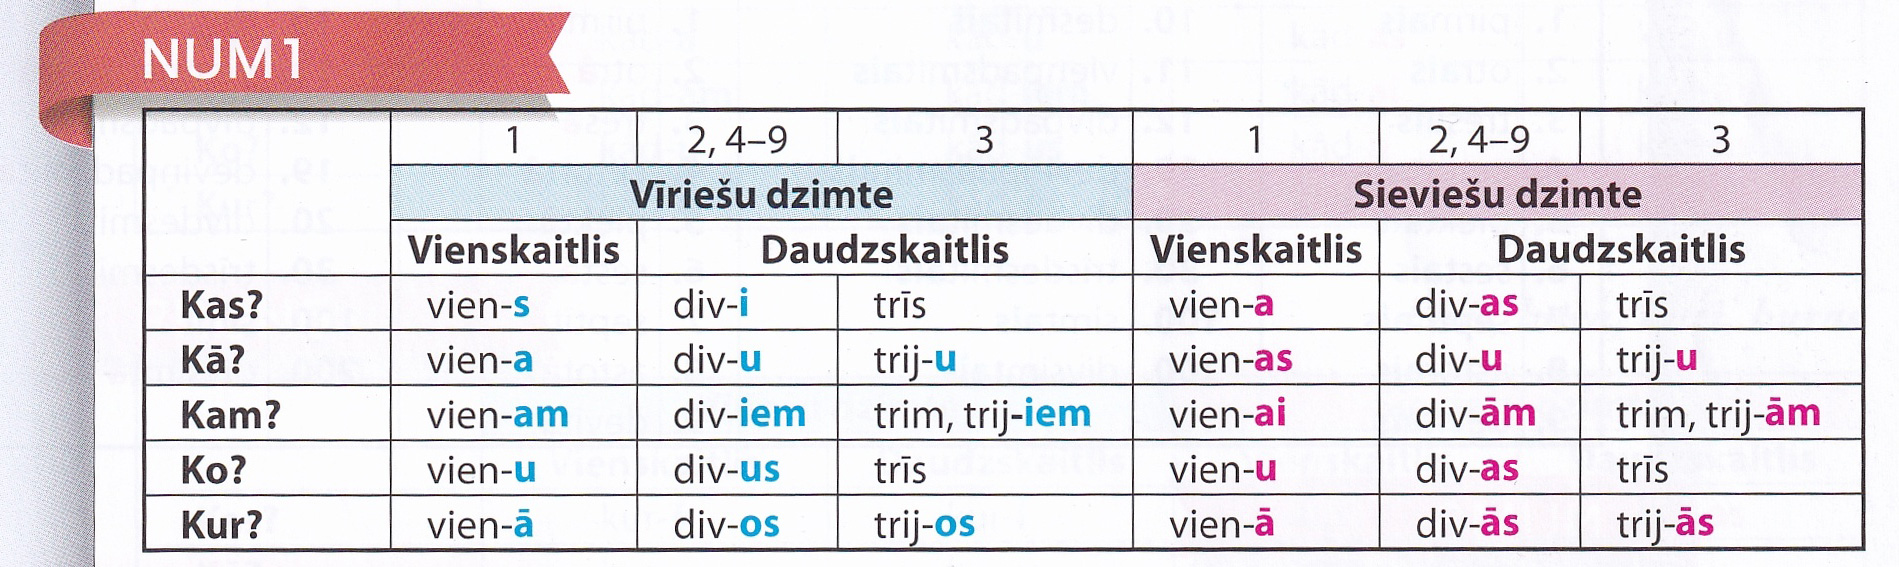 NUM1
1 2, 4–9 3 1 2, 4–9 3
Vīriešu dzimte Sieviešu dzimte
Vienskaitlis Daudzskaitlis Vienskaitlis Daudzskaitlis
Kas? vien-s div-i trīs vien-a div-as trīs
Kā? vien-a div-u trij-u vien-as div-u trij-u
Kam? vien-am div-iem trim, trij-iem vien-ai div-ām trim, trij-ām
Ko? vien-u div-us trīs vien-u div-as trīs
Kur? vien-ā div-os trij-os vien-ā div-ās trij-ās